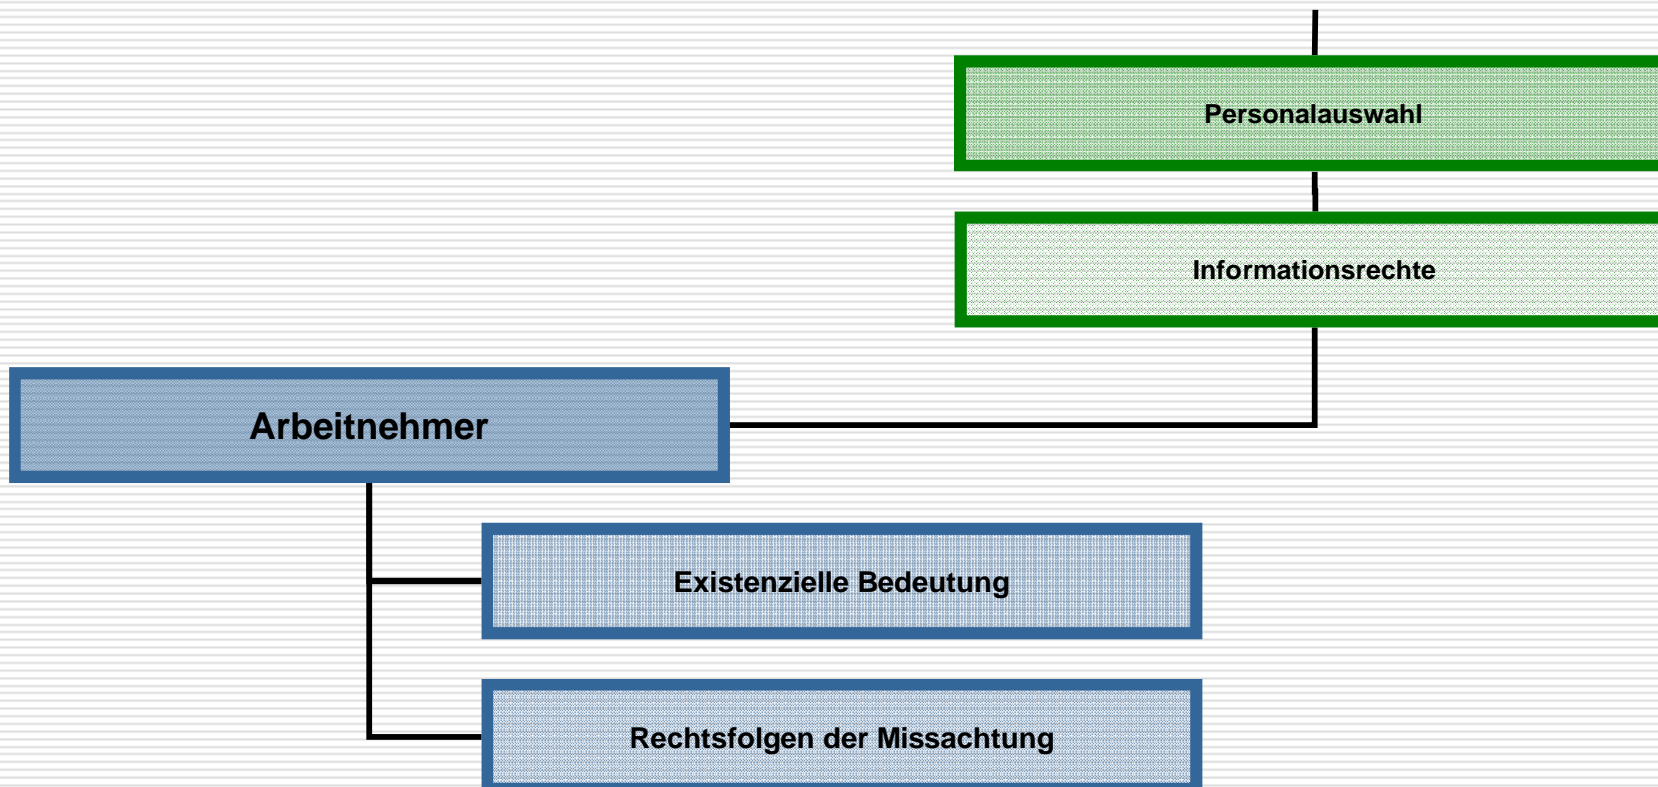 Personalauswahl
Informationsrechte
Arbeitnehmer
Existenzielle Bedeutung
Rechtsfolgen der Missachtung